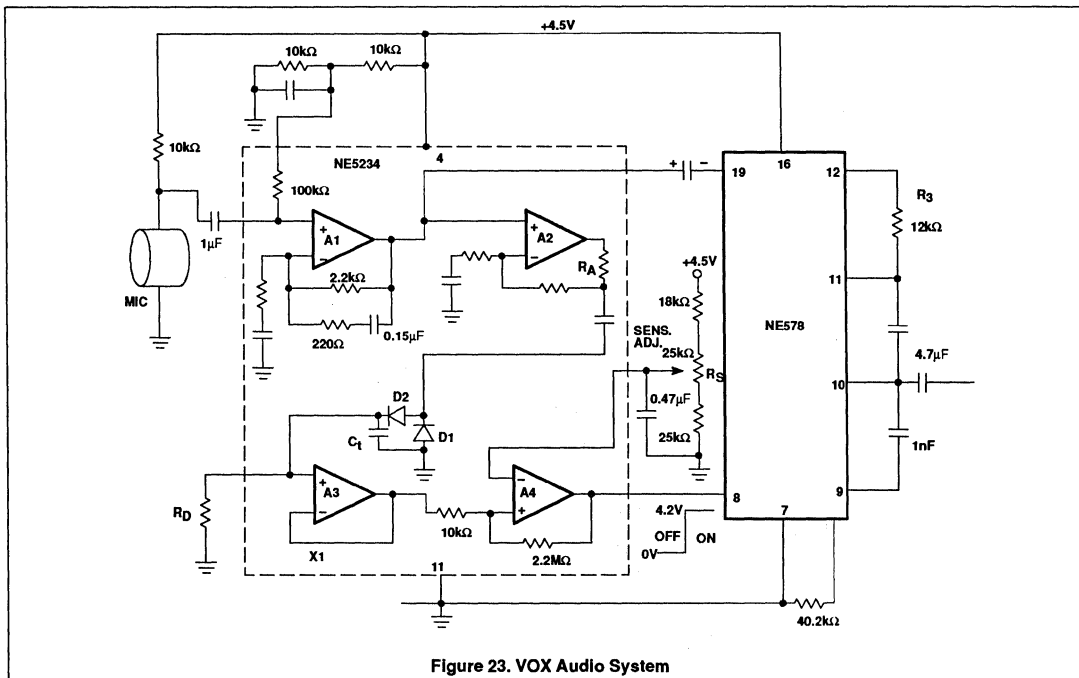 +4.5V
10kΩ
10kΩ
10kΩ
NE5234
4
100kΩ
1µF
MIC
+
A1
−
2.2kΩ
220Ω
0.15µF
+
A2
−
RA
+ −
19
16
12
R3
12kΩ
11
NE578
4.7µF
10
1nF
9
8
7
+4.5V
18kΩ
SENS.
ADJ.
25kΩ
RS
0.47µF
25kΩ
D2
D1
Ct
RD
+
A3
−
X1
10kΩ
−
A4
+
2.2MΩ
4.2V
OFF
ON
0V
11
40.2kΩ
Figure 23. VOX Audio System